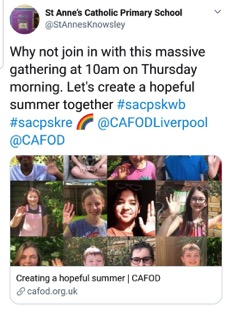 St Anne's Catholic Primary School
@StAnnesKnowsley
Why not join in with this massive
gathering at 10am on Thursday
morning. Let's create a hopeful
summer together #sacpskwb
#sacpskre 🌈 @CAFODLiverpool
@CAFOD
Creating a hopeful summer | CAFOD
cafod.org.uk